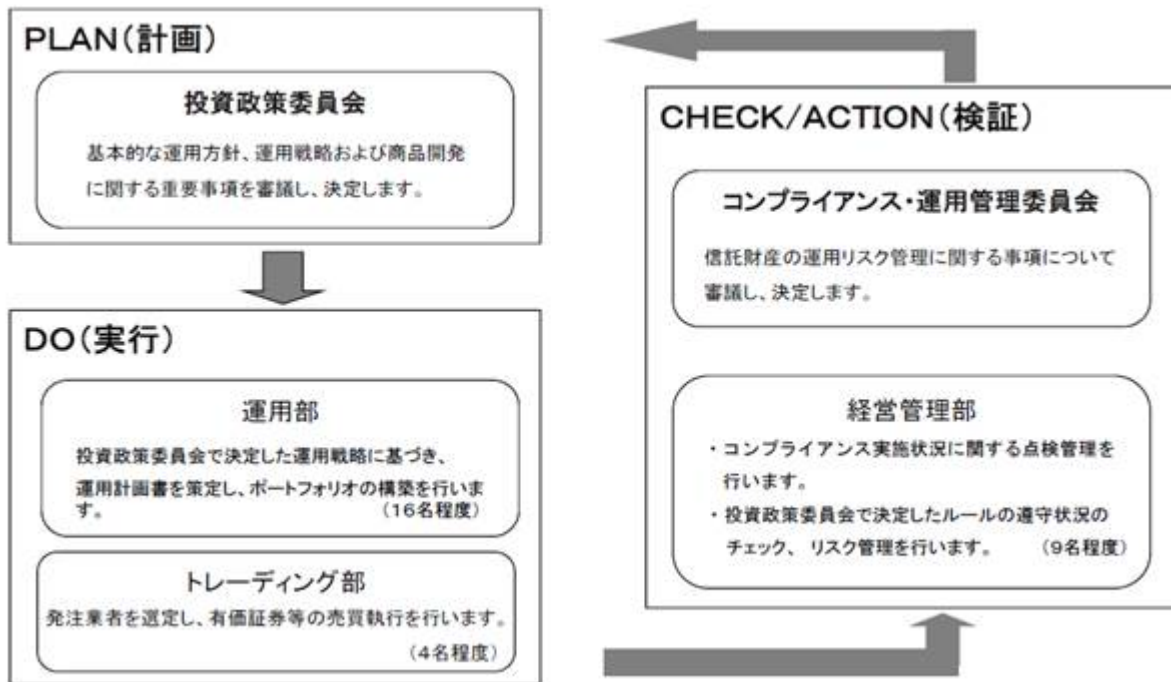 PLAN(計画)
投資政策委員会
基本的な運用方針、運用戦略および商品開発
に関する重要事項を審議し、決定します。
DO(実行)
運用部
投資政策委員会で決定した運用戦略に基づき、
運用計画書を策定し、ポートフォリオの構築を行いま
す。 (16名程度)
トレーディング部
発注業者を選定し、有価証券等の売買執行を行います。
(4名程度)
CHECK/ACTION(検証)
コンプライアンス・運用管理委員会
信託財産の運用リスク管理に関する事項について
審議し、決定します。
経営管理部
・コンプライアンス実施状況に関する点検管理を
行います。
・投資政策委員会で決定したルールの遵守状況の
チェック、リスク管理を行います。 (9名程度)